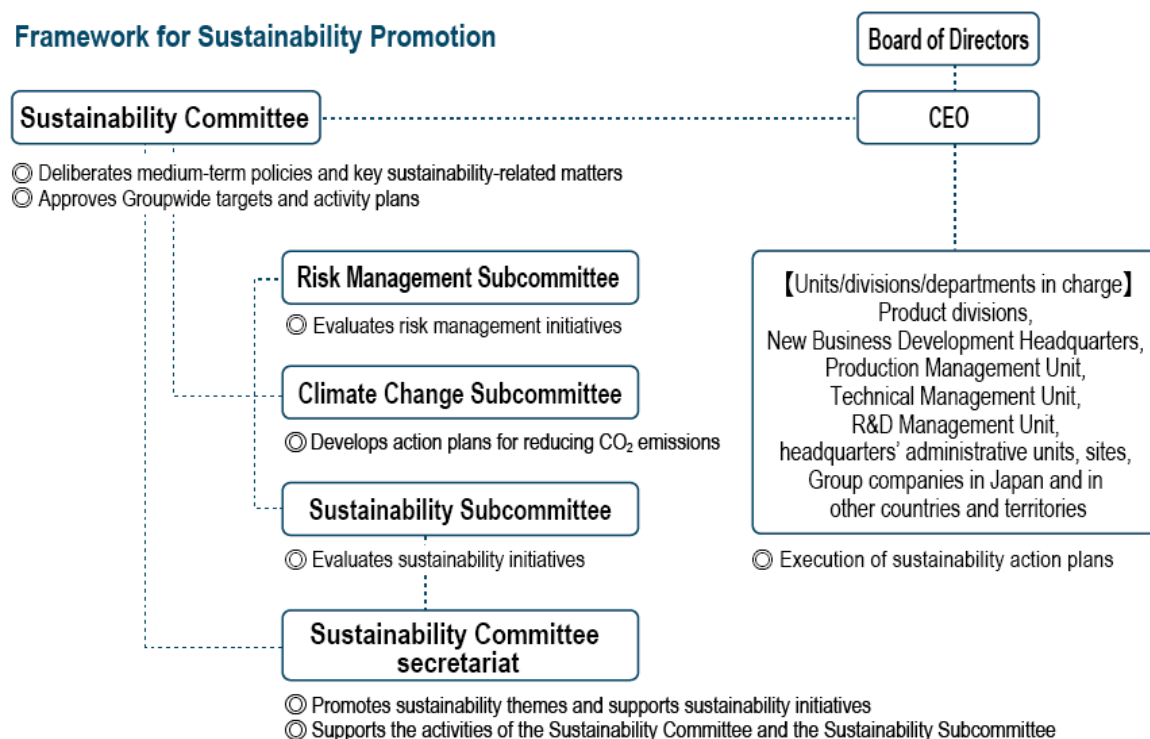 Framework for Sustainability Promotion
Board of Directors
Sustainability Committee
CEO
◎ Deliberates medium-term policies and key sustainability-related matters
◎ Approves Groupwide targets and activity plans
Risk Management Subcommittee
◎ Evaluates risk management initiatives
Climate Change Subcommittee
◎ Develops action plans for reducing CO₂ emissions
Sustainability Subcommittee
◎ Evaluates sustainability initiatives
Sustainability Committee
secretariat
◎ Promotes sustainability themes and supports sustainability initiatives
◎ Supports the activities of the Sustainability Committee and the Sustainability Subcommittee
【Units/divisions/departments in charge】
Product divisions,
New Business Development Headquarters,
Production Management Unit,
Technical Management Unit,
R&D Management Unit,
headquarters’ administrative units, sites,
Group companies in Japan and in
other countries and territories
◎ Execution of sustainability action plans